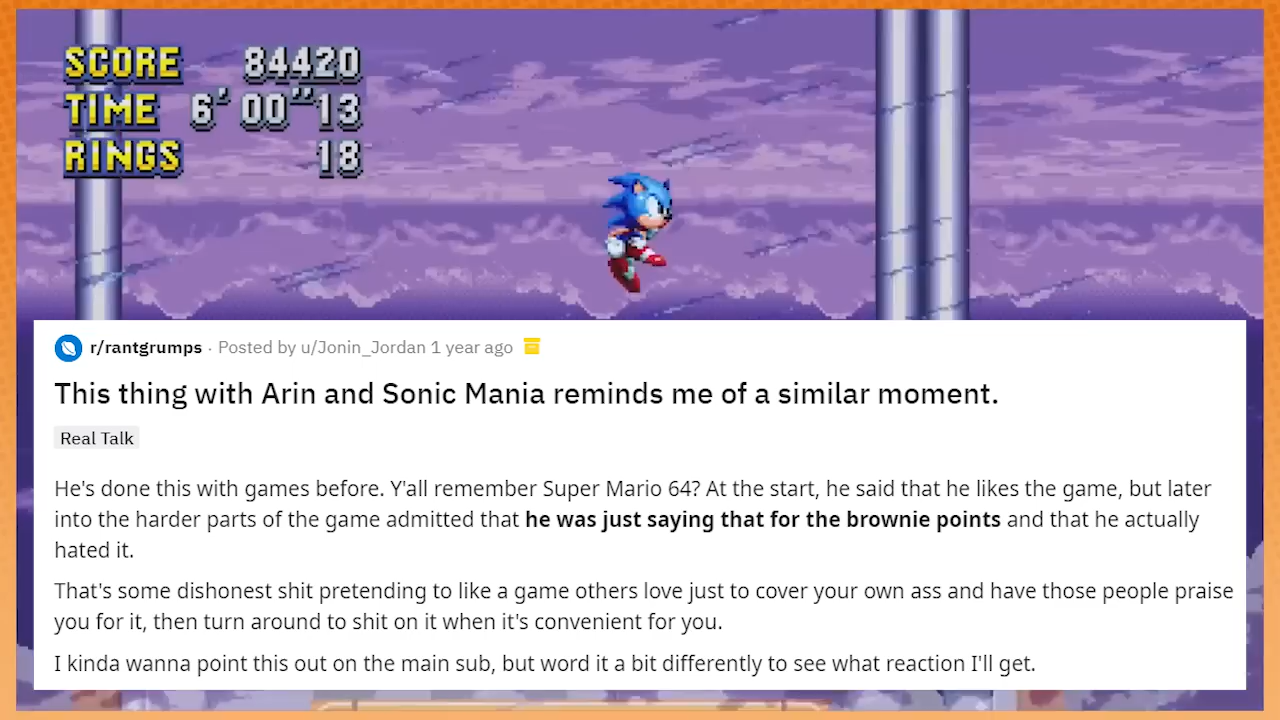 SCORE 84420
TIME 6'00"13
RINGS 18
r/rantgrumps · Posted by u/Jonin_Jordan 1 year ago
This thing with Arin and Sonic Mania reminds me of a similar moment.
Real Talk
He's done this with games before. Y'all remember Super Mario 64? At the start, he said that he likes the game, but later
into the harder parts of the game admitted that he was just saying that for the brownie points and that he actually
hated it.
That's some dishonest shit pretending to like a game others love just to cover your own ass and have those people praise
you for it, then turn around to shit on it when it's convenient for you.
I kinda wanna point this out on the main sub, but word it a bit differently to see what reaction I'll get.